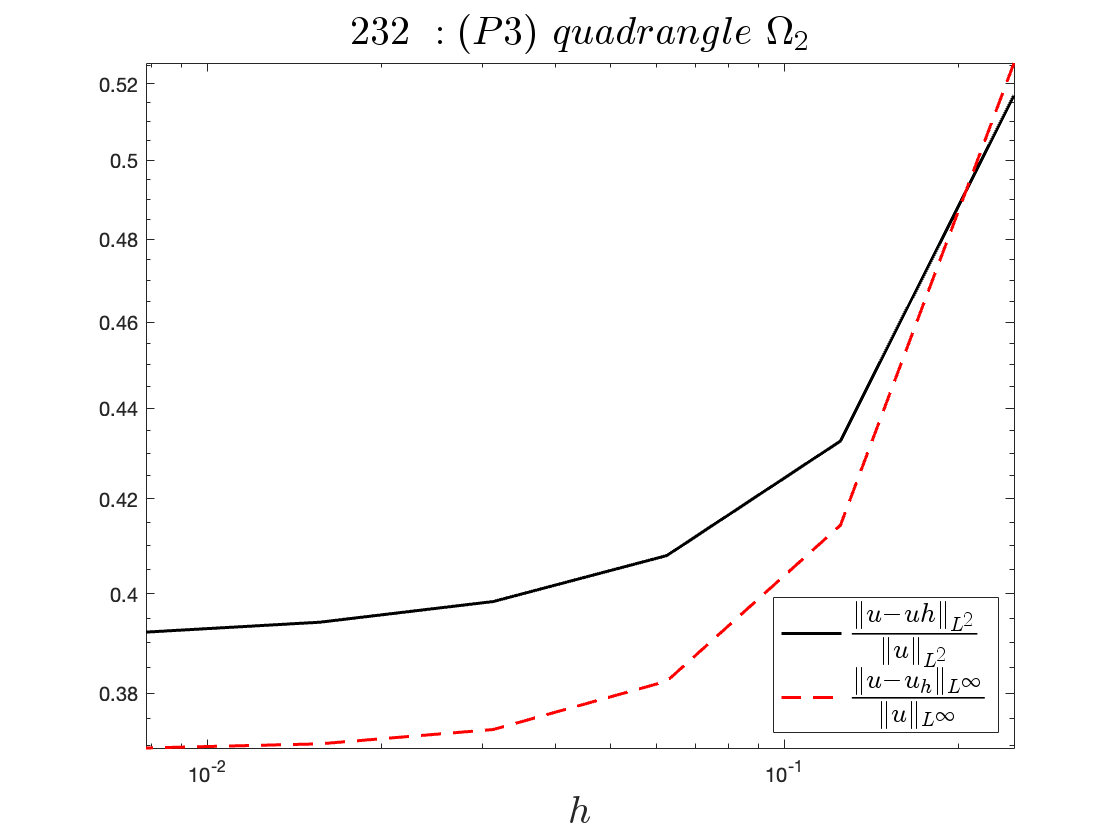 232 : (P3) quadrangle Ω₂
0.52
0.5
0.48
0.46
0.44
0.42
0.4
0.38
‖u−uh‖_{L²}
‖u‖_{L²}
‖u−u_h‖_{L^∞}
‖u‖_{L^∞}
10⁻² 10⁻¹
h